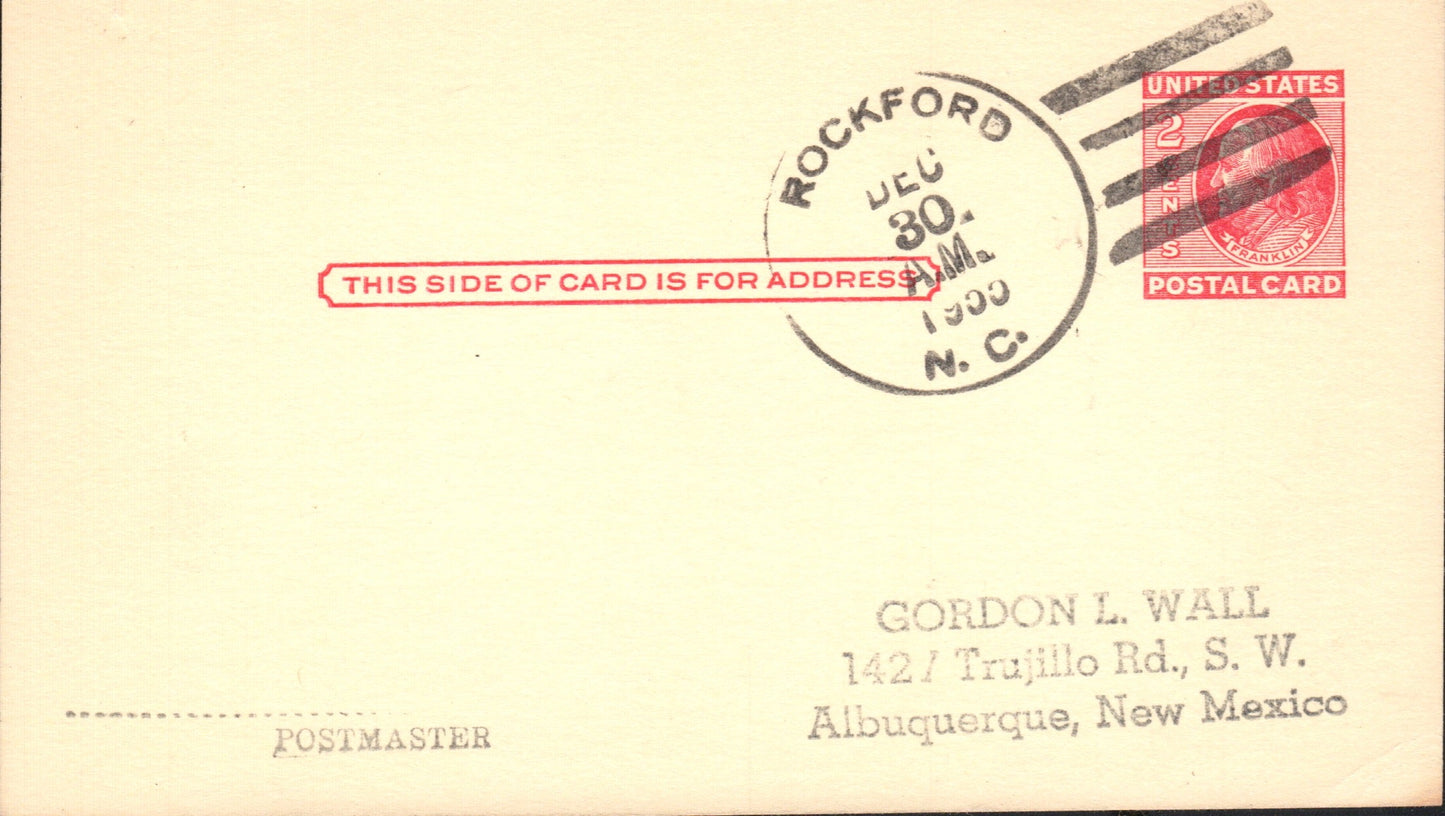 ROCKFORD
DEC
30
A.M.
N. C.
UNITED STATES
2
CENTS
FRANKLIN
POSTAL CARD
THIS SIDE OF CARD IS FOR ADDRESS
GORDON L. WALL
1421 Trujillo Rd., S. W.
Albuquerque, New Mexico
POSTMASTER